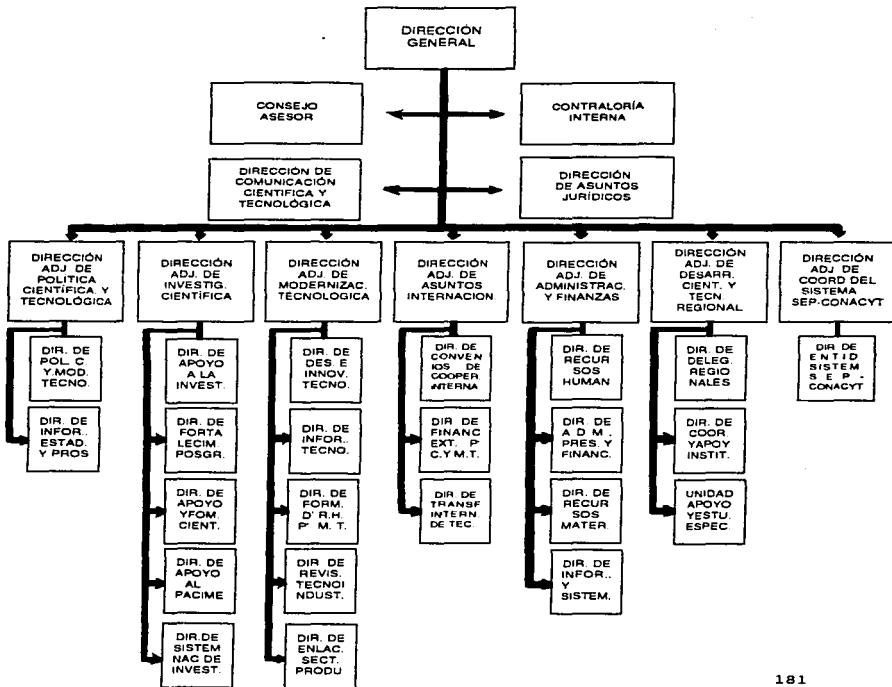 DIRECCIÓN
GENERAL
CONSEJO
ASESOR
CONTRALORÍA
INTERNA
DIRECCIÓN DE
COMUNICACIÓN
CIENTIFICA Y
TECNOLÓGICA
DIRECCIÓN
DE ASUNTOS
JURÍDICOS
DIRECCIÓN
ADJ. DE
POLITICA
CIENTÍFICA. Y
TECNOLÓGICA
DIRECCIÓN
ADJ. DE
INVESTIG.
CIENTÍFICA
DIRECCIÓN
ADJ. DE
MODERNIZAC.
TECNOLOGICA
DIRECCIÓN
ADJ. DE
ASUNTOS
INTERNACION
DIRECCIÓN
ADJ. DE
ADMINISTRAC.
Y FINANZAS
DIRECCIÓN
ADJ. DE
DESARR.
CIENT. Y
TECN.
REGIONAL
DIRECCIÓN
ADJ DE
COORD DEL
SISTEMA
SEP-CONACYT
DIR. DE
POL. C.
Y.MOD.
TECNO.
DIR. DE
INFOR..
ESTAD.
Y PROS
DIR. DE
APOYO
A LA
INVEST.
DIR. DE
FORTA
LECIM.
POSGR.
DIR. DE
APOYO
YFOM.
CIENT.
DIR. DE
APOYO
AL
PACIME
DIR.DE
SISTEM
NAC DE
INVEST.
DIR. DE
DES. E
INNOV.
TECNO.
DIR. DE
INFOR..
TECNO.
DIR. DE
FORM.
D' R.H.
P' M. T.
DIR DE
REVIS.
TECNOI
NDUST.
DIR. DE
ENLAC.
SECT.
PRODU
DIR. DE
CONVEN
IOS DE
COOPER.
INTERNA
DIR. DE
FINANC
EXT. P'
C.Y M.T.
DIR DE
TRANSF
INTERN.
DE TEC.
DIR. DE
RECUR
SOS
HUMAN
DIR. DE
A D M .
PRES. Y
FINANC.
DIR. DE
RECUR
SOS
MATER.
DIR. DE
INFOR..
Y
SISTEM.
DIR. DE
DELEG.
REGIO
NALES
DIR. DE
COOR.
YAPOY
INSTIT.
UNIDAD
APOYO
YESTU.
ESPEC.
DIR DE
ENTID
SISTEM
S E P -
CONACYT
181